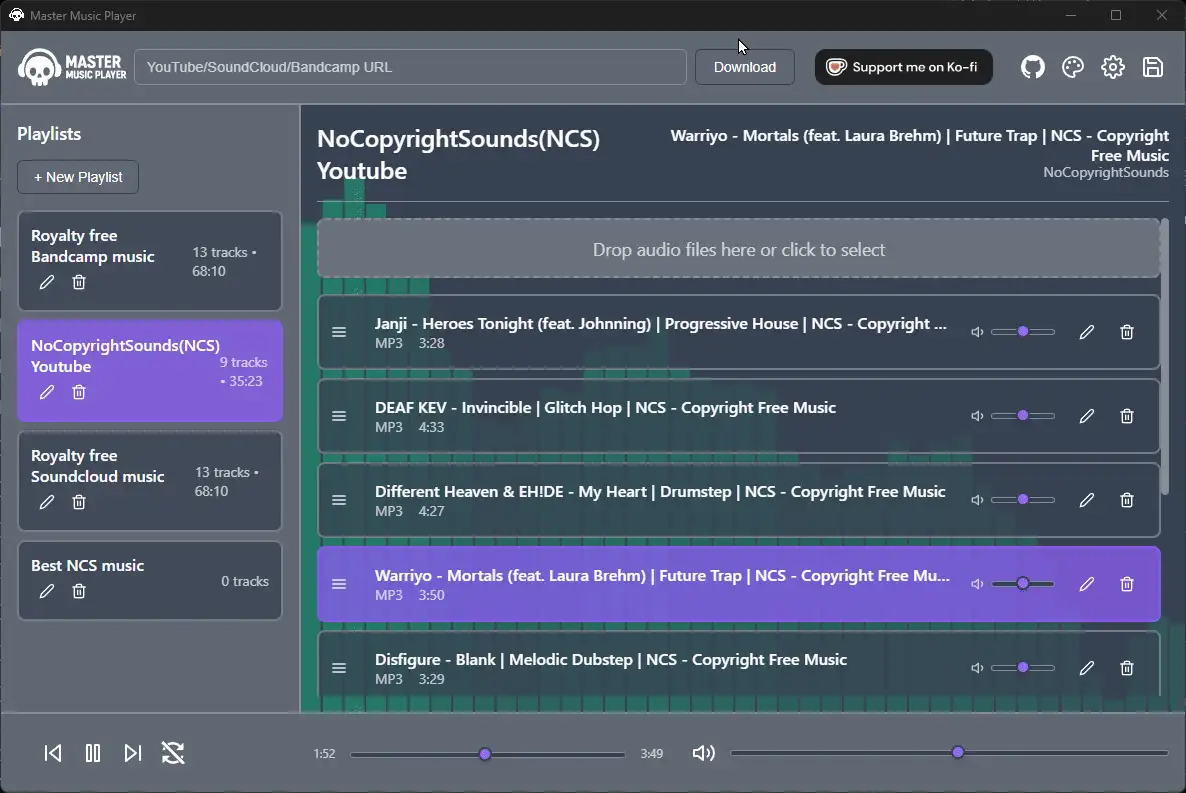 Master Music Player
MASTER
MUSIC PLAYER
YouTube/SoundCloud/Bandcamp URL
Download
Support me on Ko-fi
Playlists
+ New Playlist
Royalty free
Bandcamp music
13 tracks •
68:10
NoCopyrightSounds(NCS)
Youtube
9 tracks
• 35:23
Royalty free
Soundcloud music
13 tracks •
68:10
Best NCS music
0 tracks
NoCopyrightSounds(NCS)
Youtube
Warriyo - Mortals (feat. Laura Brehm) | Future Trap | NCS - Copyright
Free Music
NoCopyrightSounds
Drop audio files here or click to select
Janji - Heroes Tonight (feat. Johnning) | Progressive House | NCS - Copyright ...
MP3 3:28
DEAF KEV - Invincible | Glitch Hop | NCS - Copyright Free Music
MP3 4:33
Different Heaven & EH!DE - My Heart | Drumstep | NCS - Copyright Free Music
MP3 4:27
Warriyo - Mortals (feat. Laura Brehm) | Future Trap | NCS - Copyright Free Mu...
MP3 3:50
Disfigure - Blank | Melodic Dubstep | NCS - Copyright Free Music
MP3 3:29
1:52
3:49